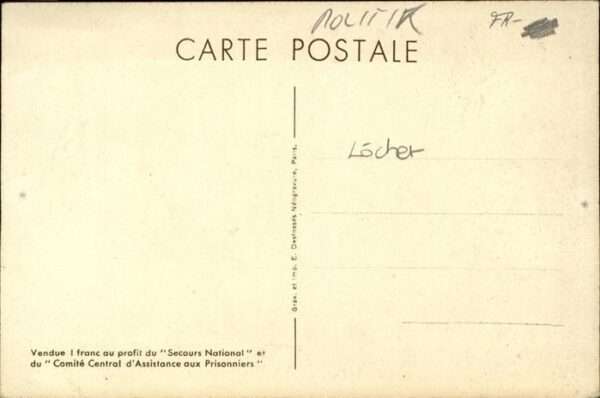 POLITIK
FR-
CARTE POSTALE
Löcher
Grav. et Imp. E. Desfossés Néogravure, Paris.
Vendue 1 franc au profit du "Secours National" et
du "Comité Central d'Assistance aux Prisonniers"